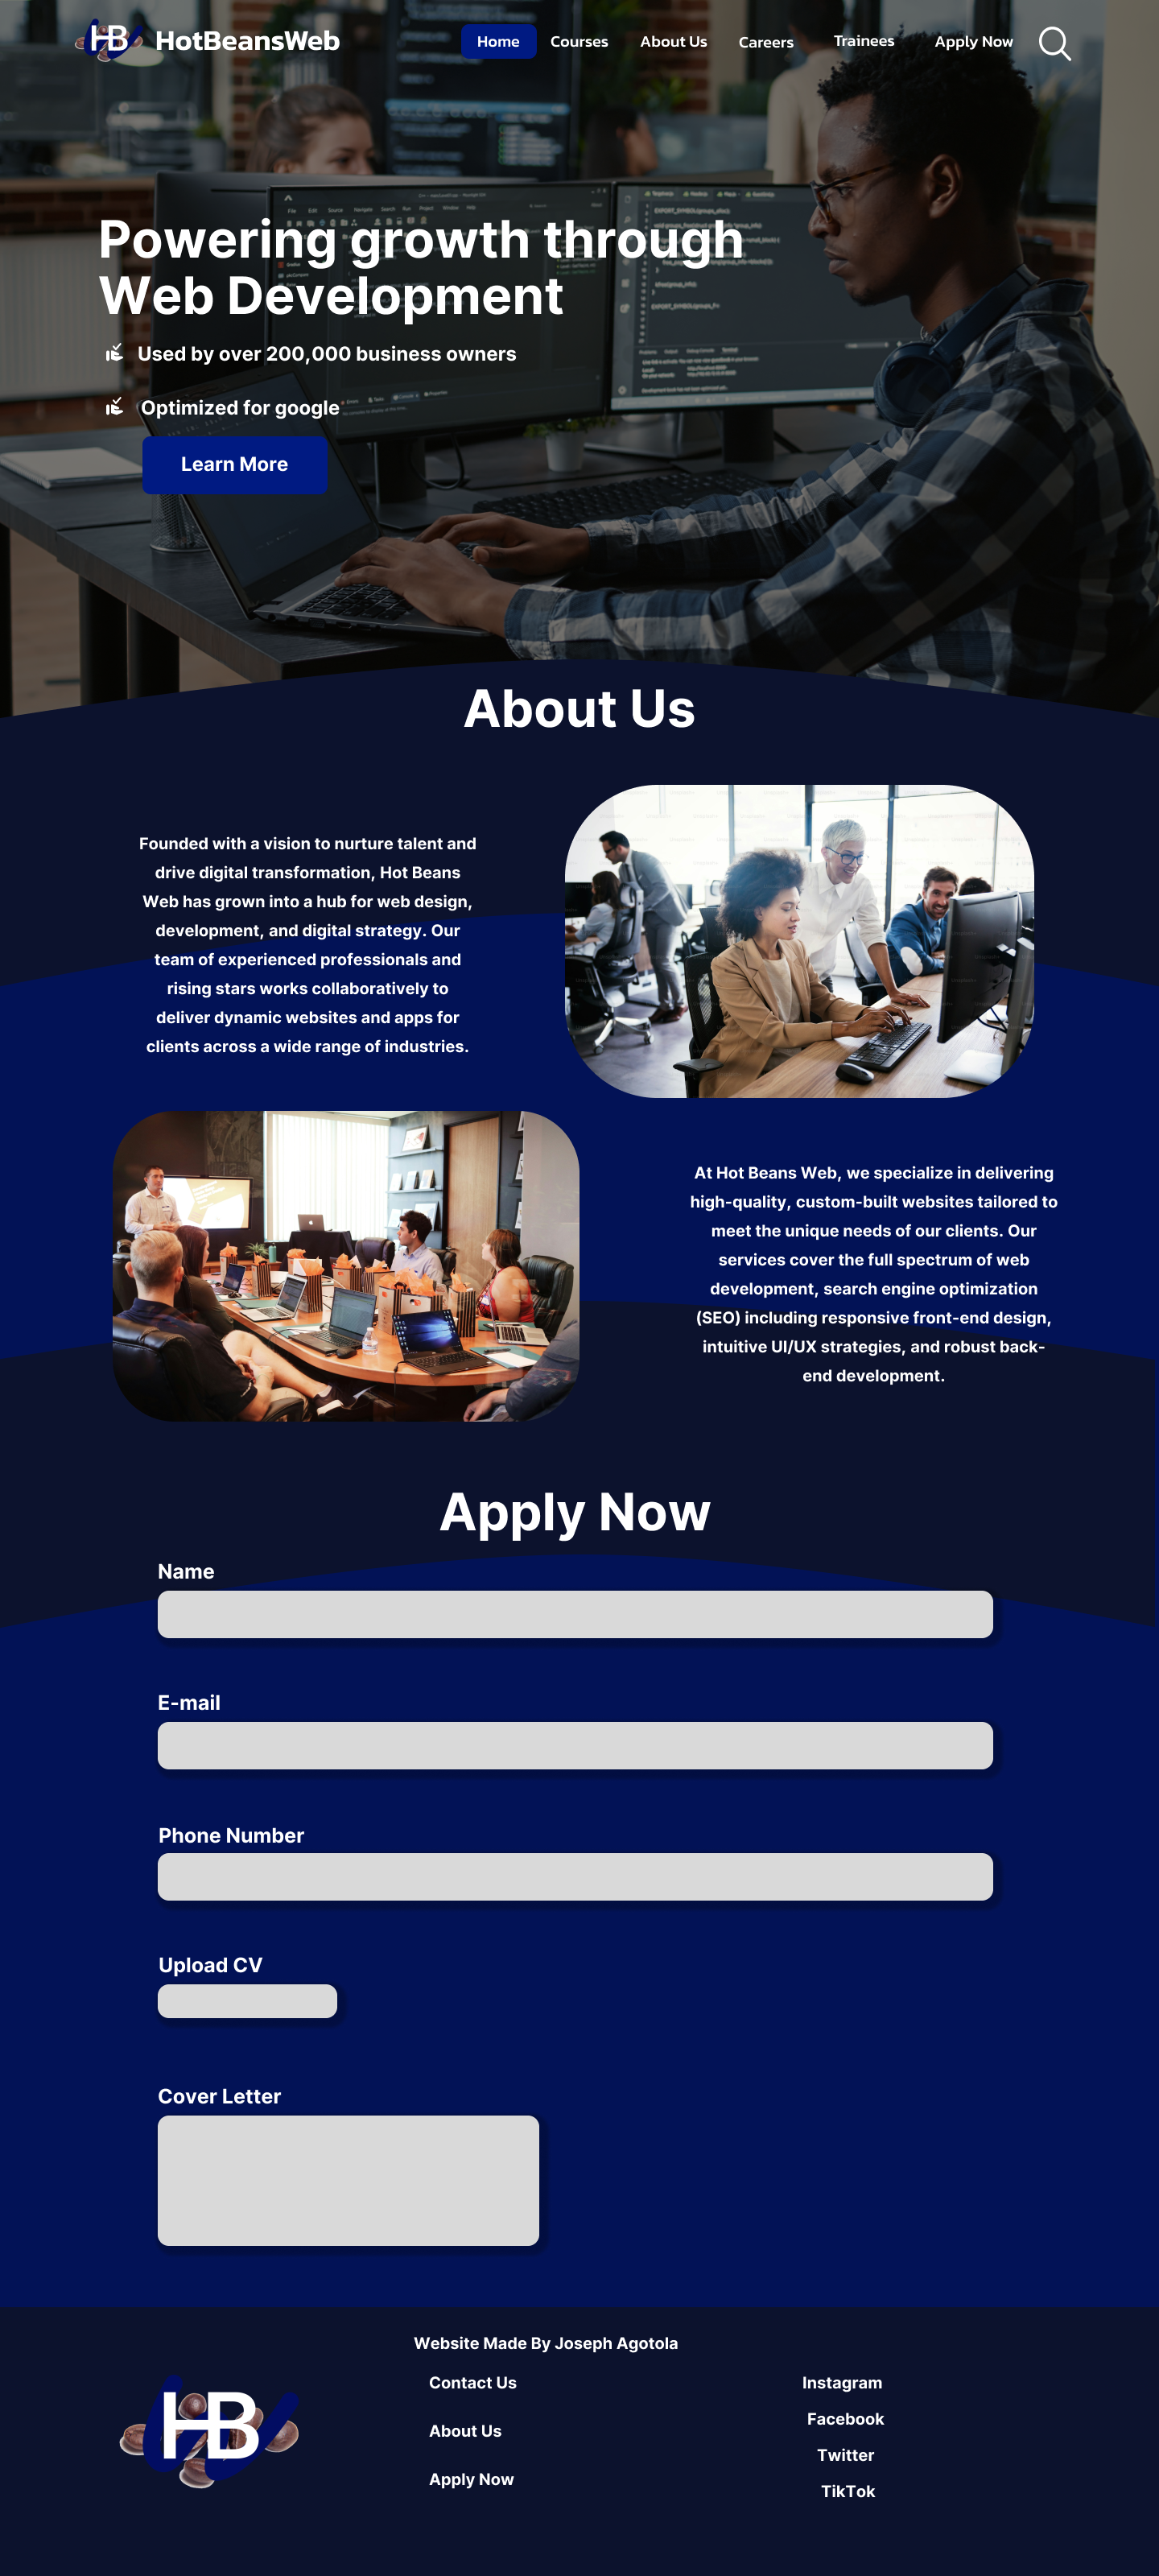 HB HotBeansWeb
Home Courses About Us Careers Trainees Apply Now
Powering growth through
Web Development
Used by over 200,000 business owners
Optimized for google
Learn More
About Us
Founded with a vision to nurture talent and
drive digital transformation, Hot Beans
Web has grown into a hub for web design,
development, and digital strategy. Our
team of experienced professionals and
rising stars works collaboratively to
deliver dynamic websites and apps for
clients across a wide range of industries.
At Hot Beans Web, we specialize in delivering
high-quality, custom-built websites tailored to
meet the unique needs of our clients. Our
services cover the full spectrum of web
development, search engine optimization
(SEO) including responsive front-end design,
intuitive UI/UX strategies, and robust back-
end development.
Apply Now
Name
E-mail
Phone Number
Upload CV
Cover Letter
Website Made By Joseph Agotola
HB
Contact Us
About Us
Apply Now
Instagram
Facebook
Twitter
TikTok